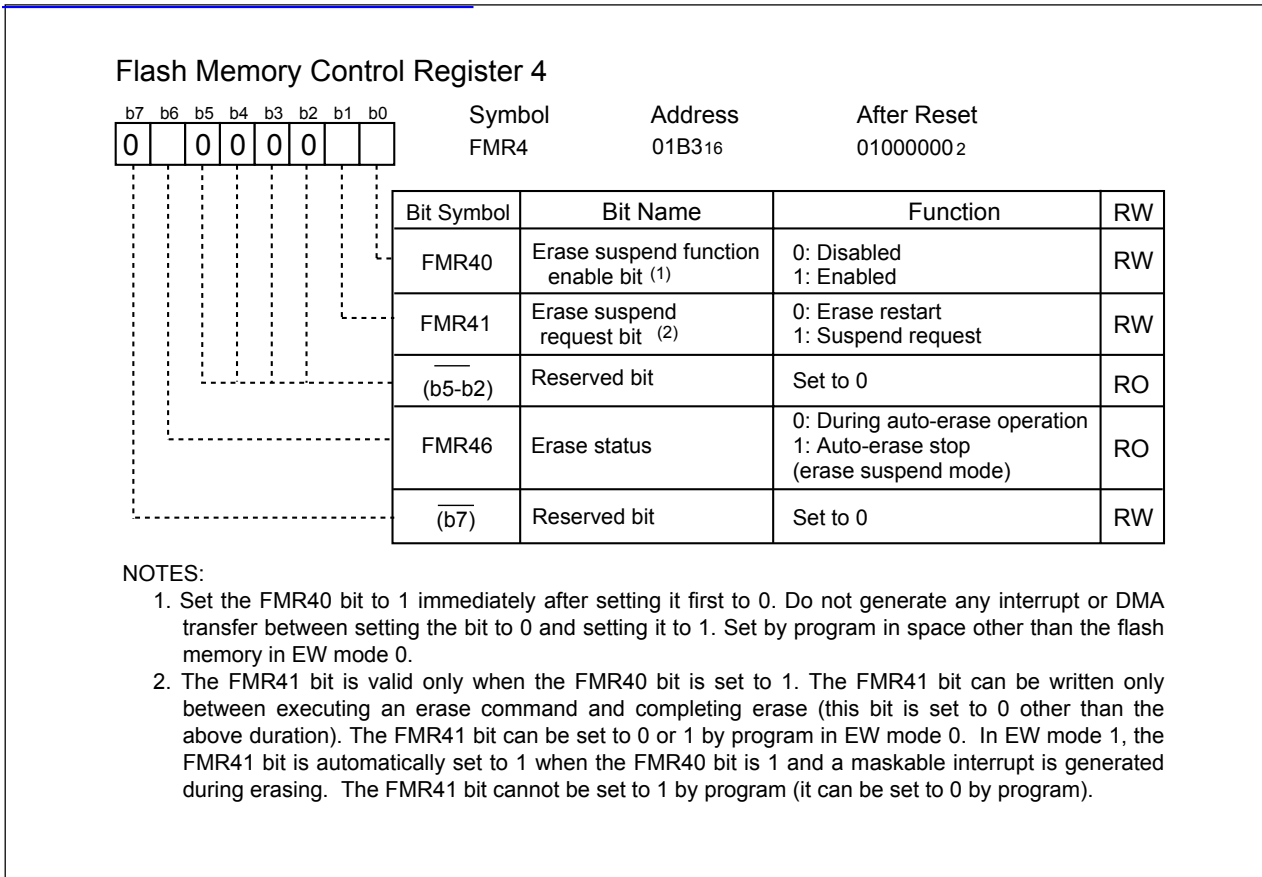 Flash Memory Control Register 4
b7 b6 b5 b4 b3 b2 b1 b0
0 0 0 0 0
Symbol Address After Reset
FMR4 01B316 010000002
Bit Symbol Bit Name Function RW
FMR40 Erase suspend function enable bit (1) 0: Disabled RW
1: Enabled
FMR41 Erase suspend request bit (2) 0: Erase restart RW
1: Suspend request
(b5-b2) Reserved bit Set to 0 RO
FMR46 Erase status 0: During auto-erase operation RO
1: Auto-erase stop
(erase suspend mode)
(b7) Reserved bit Set to 0 RW
NOTES:
1. Set the FMR40 bit to 1 immediately after setting it first to 0. Do not generate any interrupt or DMA
transfer between setting the bit to 0 and setting it to 1. Set by program in space other than the flash
memory in EW mode 0.
2. The FMR41 bit is valid only when the FMR40 bit is set to 1. The FMR41 bit can be written only
between executing an erase command and completing erase (this bit is set to 0 other than the
above duration). The FMR41 bit can be set to 0 or 1 by program in EW mode 0. In EW mode 1, the
FMR41 bit is automatically set to 1 when the FMR40 bit is 1 and a maskable interrupt is generated
during erasing. The FMR41 bit cannot be set to 1 by program (it can be set to 0 by program).